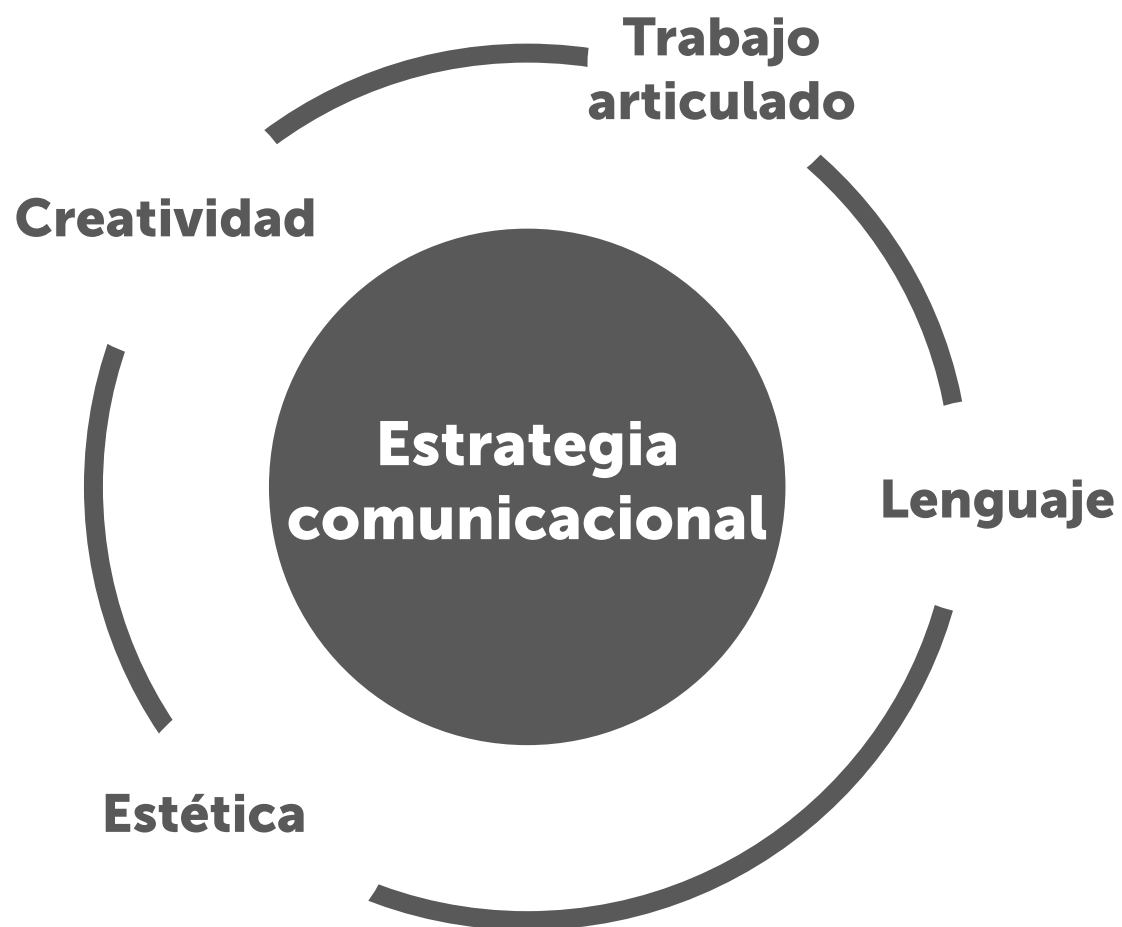 Trabajo
articulado
Creatividad
Estrategia
comunicacional
Lenguaje
Estética